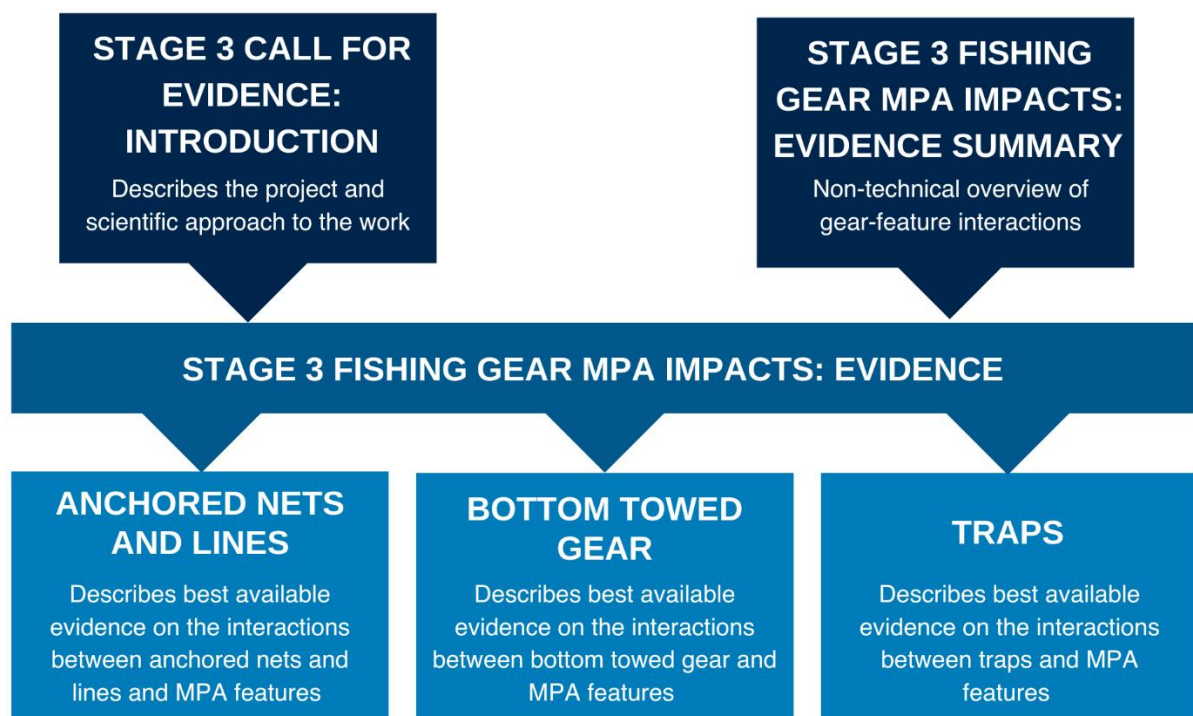 STAGE 3 CALL FOR
EVIDENCE:
INTRODUCTION
Describes the project and
scientific approach to the work
STAGE 3 FISHING
GEAR MPA IMPACTS:
EVIDENCE SUMMARY
Non-technical overview of
gear-feature interactions
STAGE 3 FISHING GEAR MPA IMPACTS: EVIDENCE
ANCHORED NETS
AND LINES
Describes best available
evidence on the interactions
between anchored nets and
lines and MPA features
BOTTOM TOWED
GEAR
Describes best available
evidence on the interactions
between bottom towed gear and
MPA features
TRAPS
Describes best available
evidence on the interactions
between traps and MPA
features